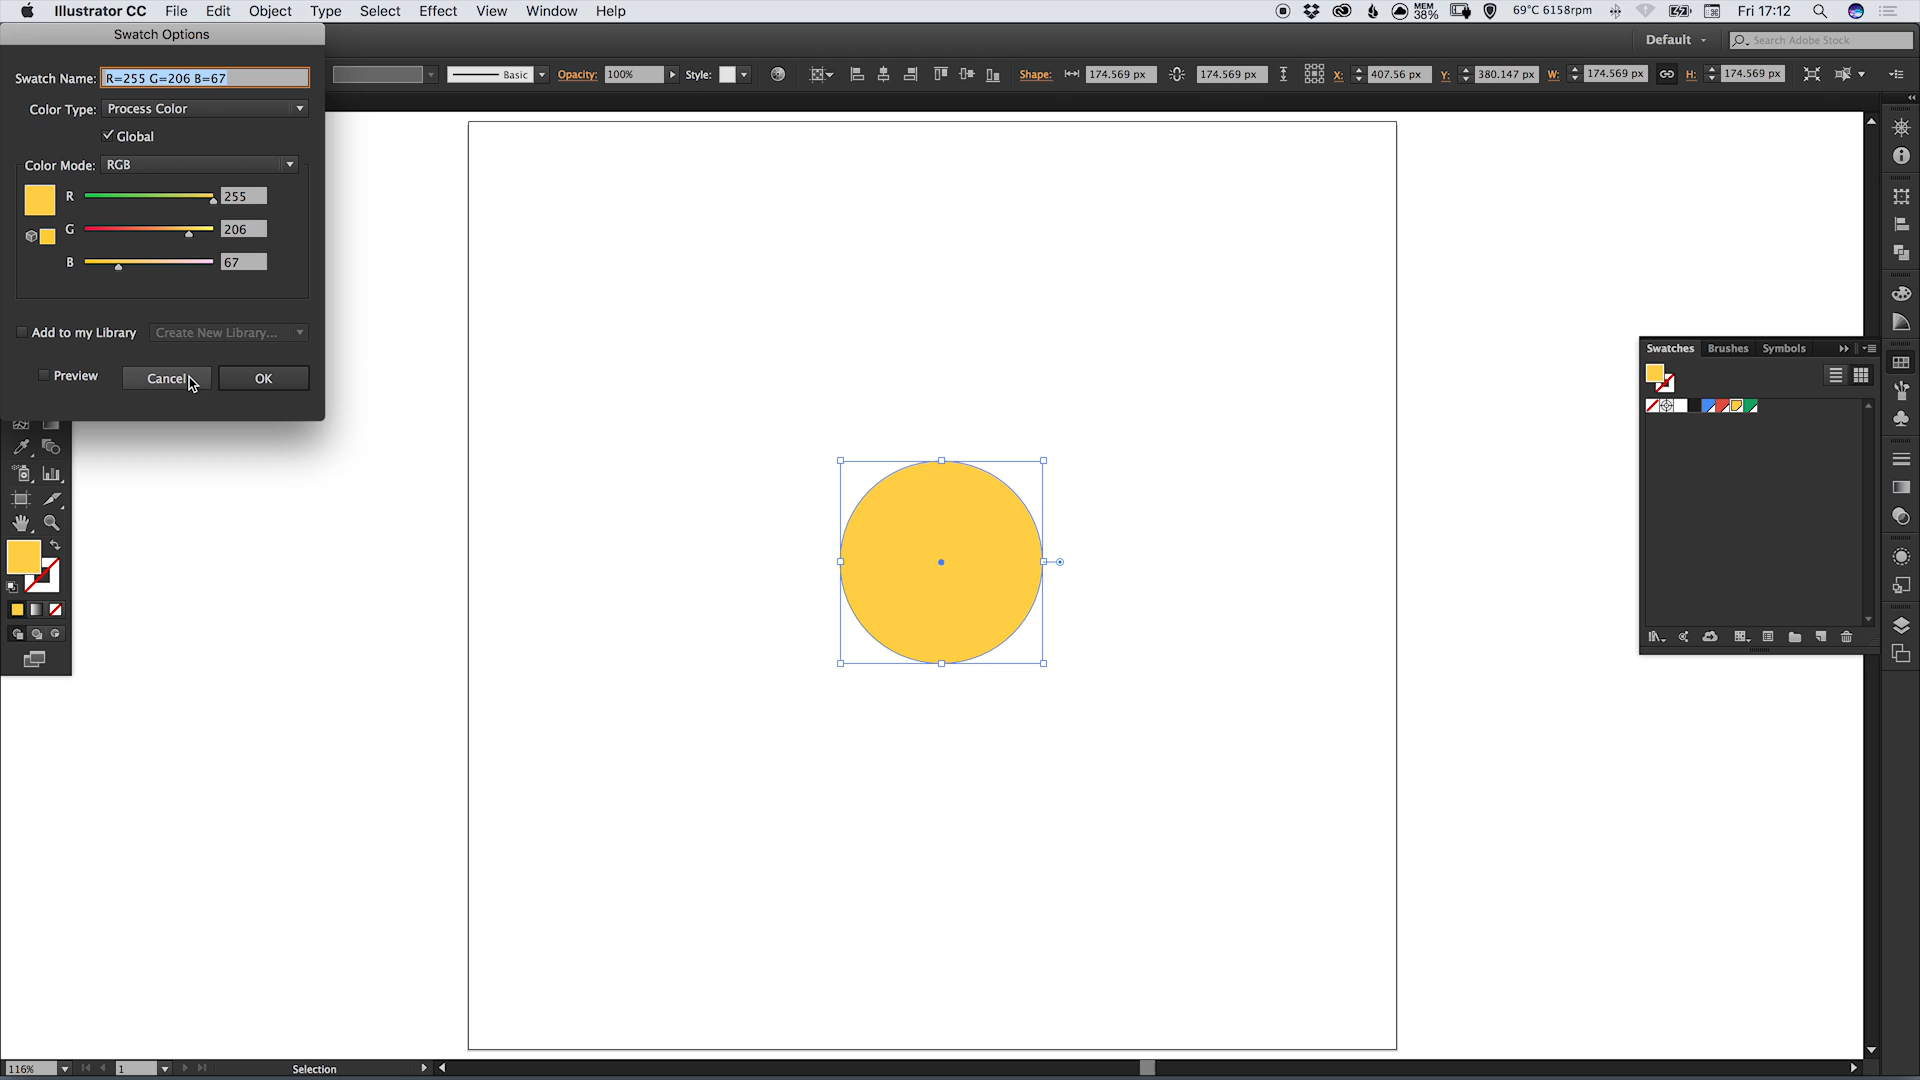 Illustrator CC File Edit Object Type Select Effect View Window Help MEM 38% 69°C 6158rpm Fri 17:12
Swatch Options
Default Search Adobe Stock
Swatch Name: R=255 G=206 B=67
Basic Opacity: 100% Style: Shape: 174.569 px 174.569 px X: 407.56 px Y: 380.147 px W: 174.569 px H: 174.569 px
Color Type: Process Color
Global
Color Mode: RGB
R 255
G 206
B 67
Add to my Library Create New Library...
Preview Cancel OK
Swatches Brushes Symbols
116% 1 Selection